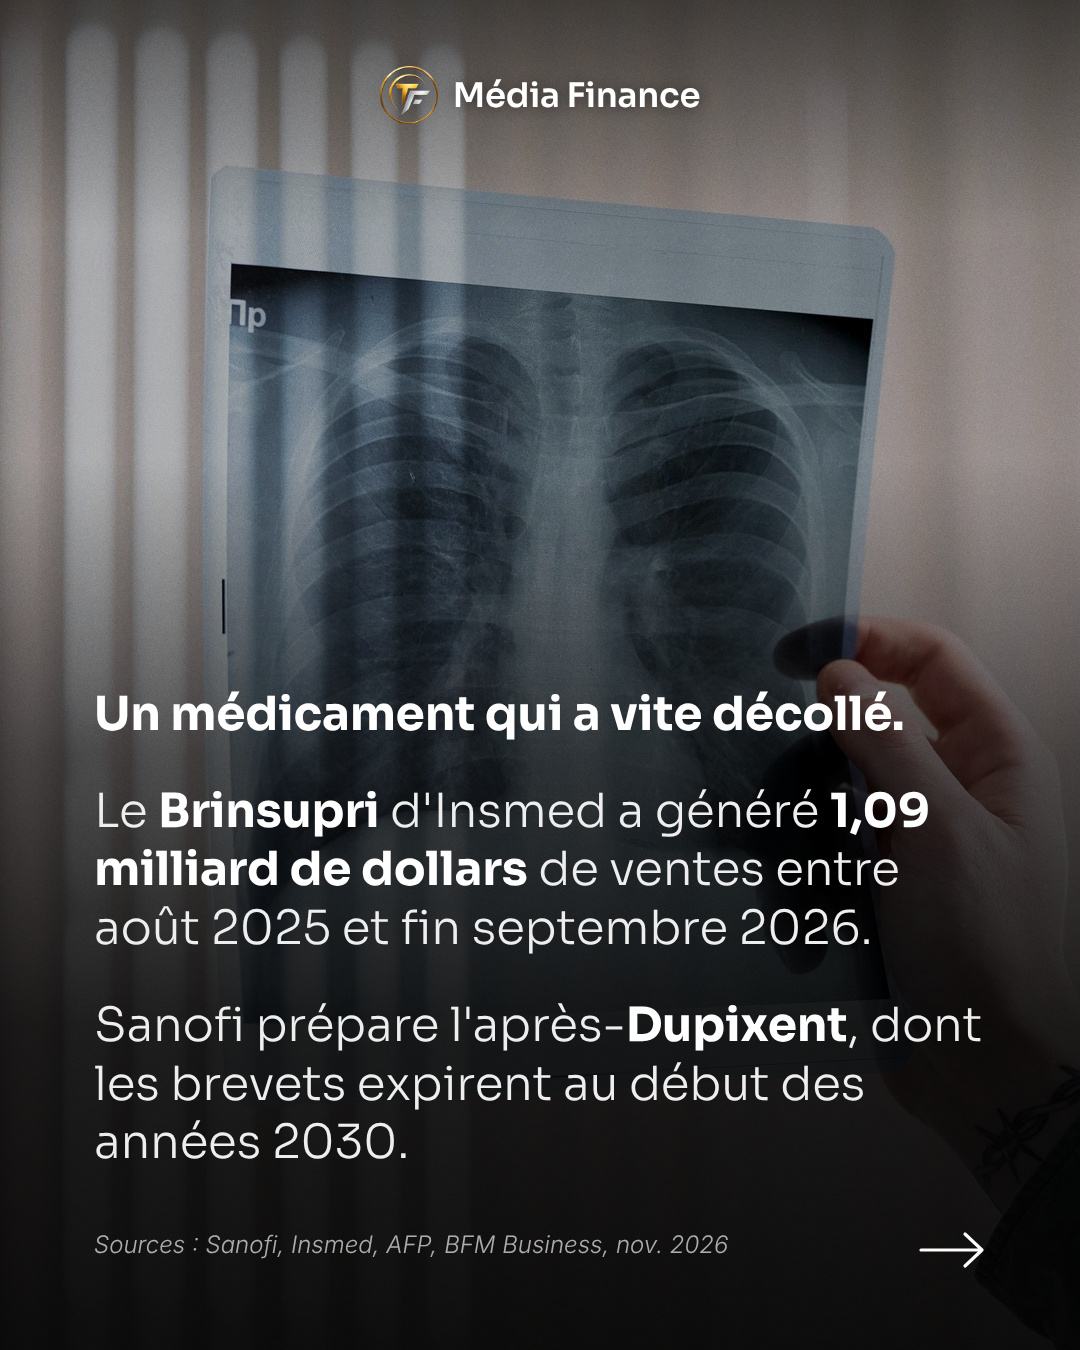 Média Finance
Пр
Un médicament qui a vite décollé.
Le Brinsupri d'Insmed a généré 1,09
milliard de dollars de ventes entre
août 2025 et fin septembre 2026.
Sanofi prépare l'après-Dupixent, dont
les brevets expirent au début des
années 2030.
Sources : Sanofi, Insmed, AFP, BFM Business, nov. 2026